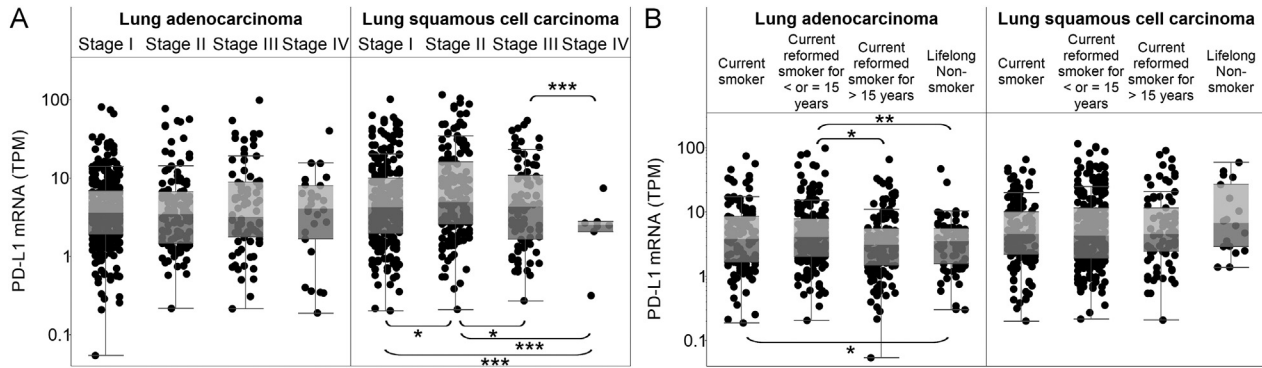 A
Lung adenocarcinoma
Lung squamous cell carcinoma
Stage I Stage II Stage III Stage IV
Stage I Stage II Stage III Stage IV
PD-L1 mRNA (TPM)
100
10
1
0.1
***
*
*
***
***
B
Lung adenocarcinoma
Lung squamous cell carcinoma
Current
smoker
Current
reformed
smoker for
< or = 15
years
Current
reformed
smoker for
> 15 years
Lifelong
Non-
smoker
Current
smoker
Current
reformed
smoker for
< or = 15
years
Current
reformed
smoker for
> 15 years
Lifelong
Non-
smoker
PD-L1 mRNA (TPM)
100
10
1
0.1
**
*
*